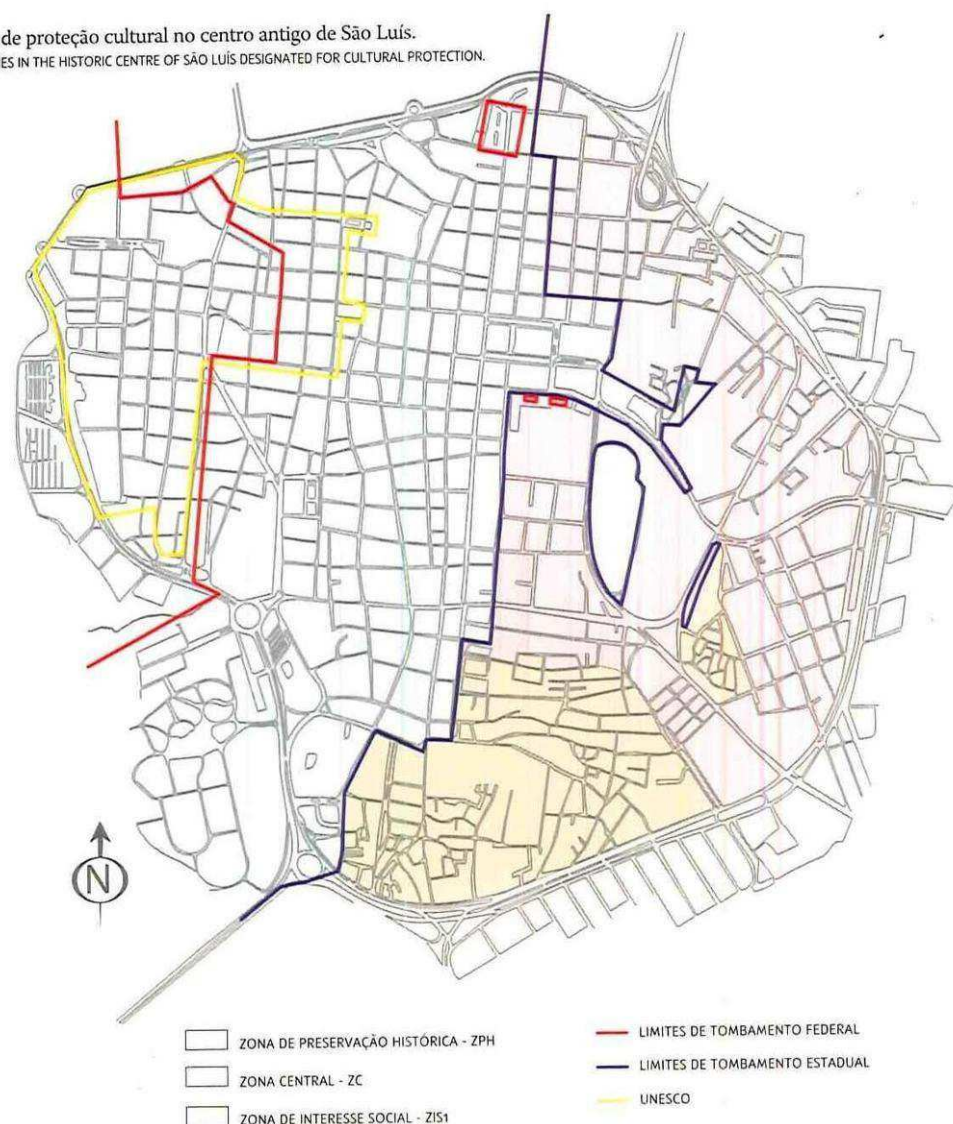 de proteção cultural no centro antigo de São Luís.
ES IN THE HISTORIC CENTRE OF SÃO LUÍS DESIGNATED FOR CULTURAL PROTECTION.
N
ZONA DE PRESERVAÇÃO HISTÓRICA - ZPH
ZONA CENTRAL - ZC
ZONA DE INTERESSE SOCIAL - ZIS1
LIMITES DE TOMBAMENTO FEDERAL
LIMITES DE TOMBAMENTO ESTADUAL
UNESCO